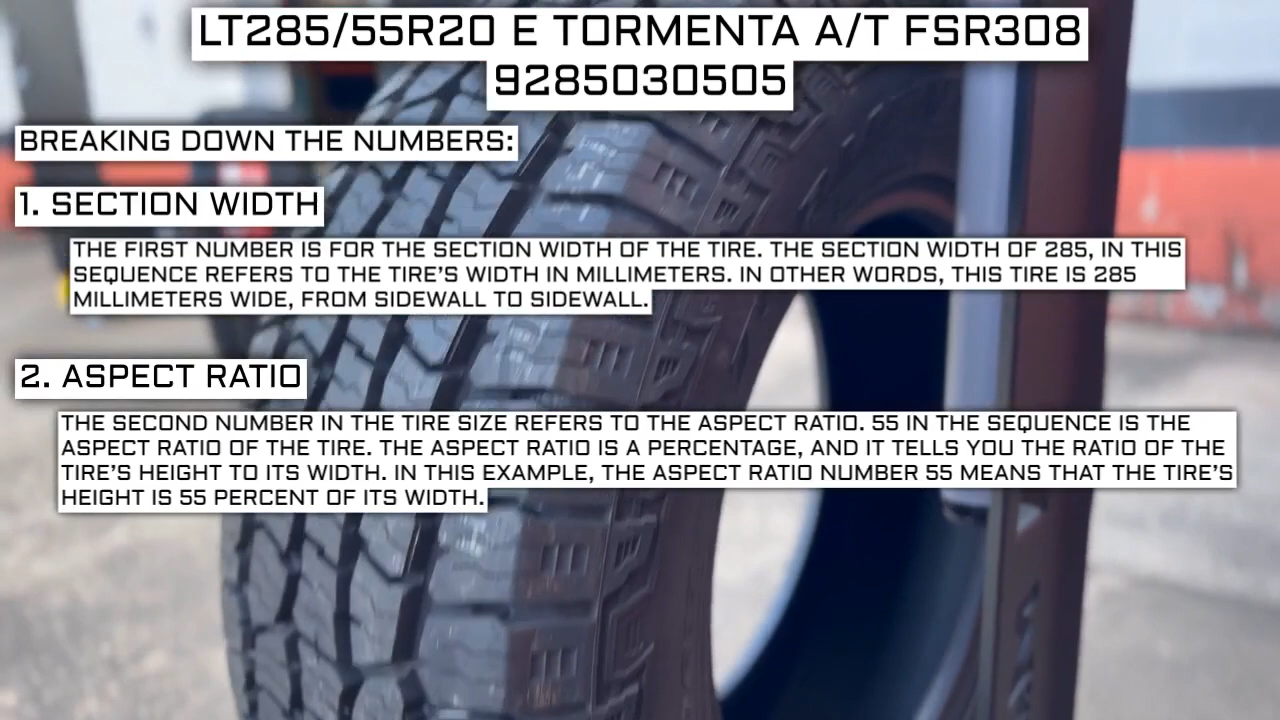 LT285/55R20 E TORMENTA A/T FSR308
9285030505
BREAKING DOWN THE NUMBERS:
1. SECTION WIDTH
THE FIRST NUMBER IS FOR THE SECTION WIDTH OF THE TIRE. THE SECTION WIDTH OF 285, IN THIS
SEQUENCE REFERS TO THE TIRE'S WIDTH IN MILLIMETERS. IN OTHER WORDS, THIS TIRE IS 285
MILLIMETERS WIDE, FROM SIDEWALL TO SIDEWALL.
2. ASPECT RATIO
THE SECOND NUMBER IN THE TIRE SIZE REFERS TO THE ASPECT RATIO. 55 IN THE SEQUENCE IS THE
ASPECT RATIO OF THE TIRE. THE ASPECT RATIO IS A PERCENTAGE, AND IT TELLS YOU THE RATIO OF THE
TIRE'S HEIGHT TO ITS WIDTH. IN THIS EXAMPLE, THE ASPECT RATIO NUMBER 55 MEANS THAT THE TIRE'S
HEIGHT IS 55 PERCENT OF ITS WIDTH.